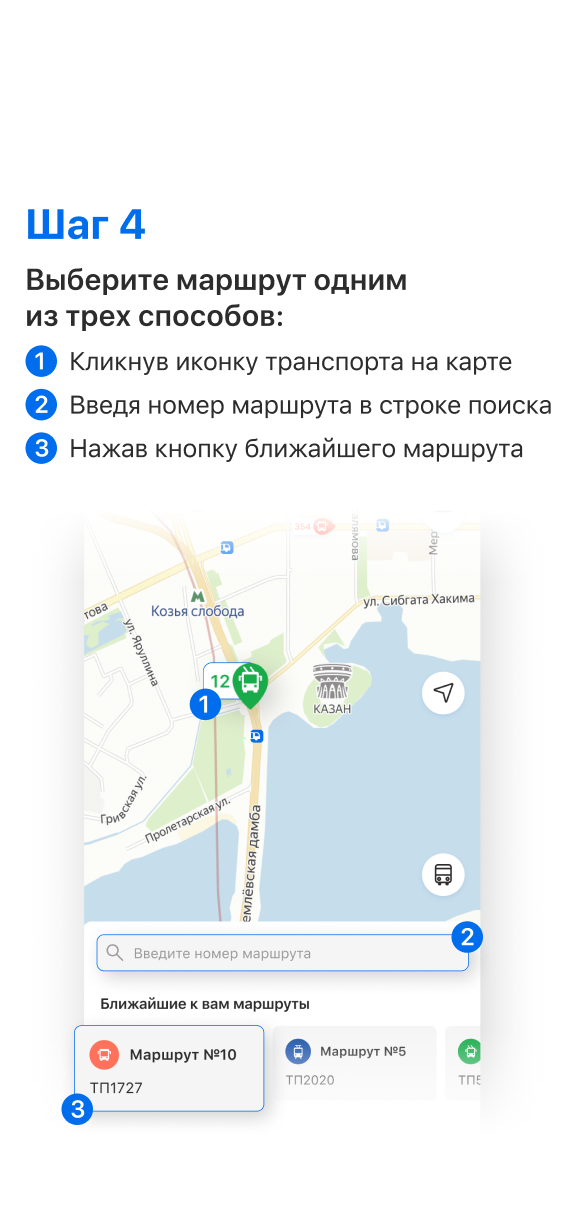 Шаг 4
Выберите маршрут одним
из трех способов:
1 Кликнув иконку транспорта на карте
2 Введя номер маршрута в строке поиска
3 Нажав кнопку ближайшего маршрута
354
Козья слобода
ул. Сибгата Хакима
ул. Яруллина
12
1
КАЗАН
Гривская ул.
Пролетарская ул.
емлёвская дамба
2
Введите номер маршрута
Ближайшие к вам маршруты
Маршрут №10
Маршрут №5
ТП1727
ТП2020
3